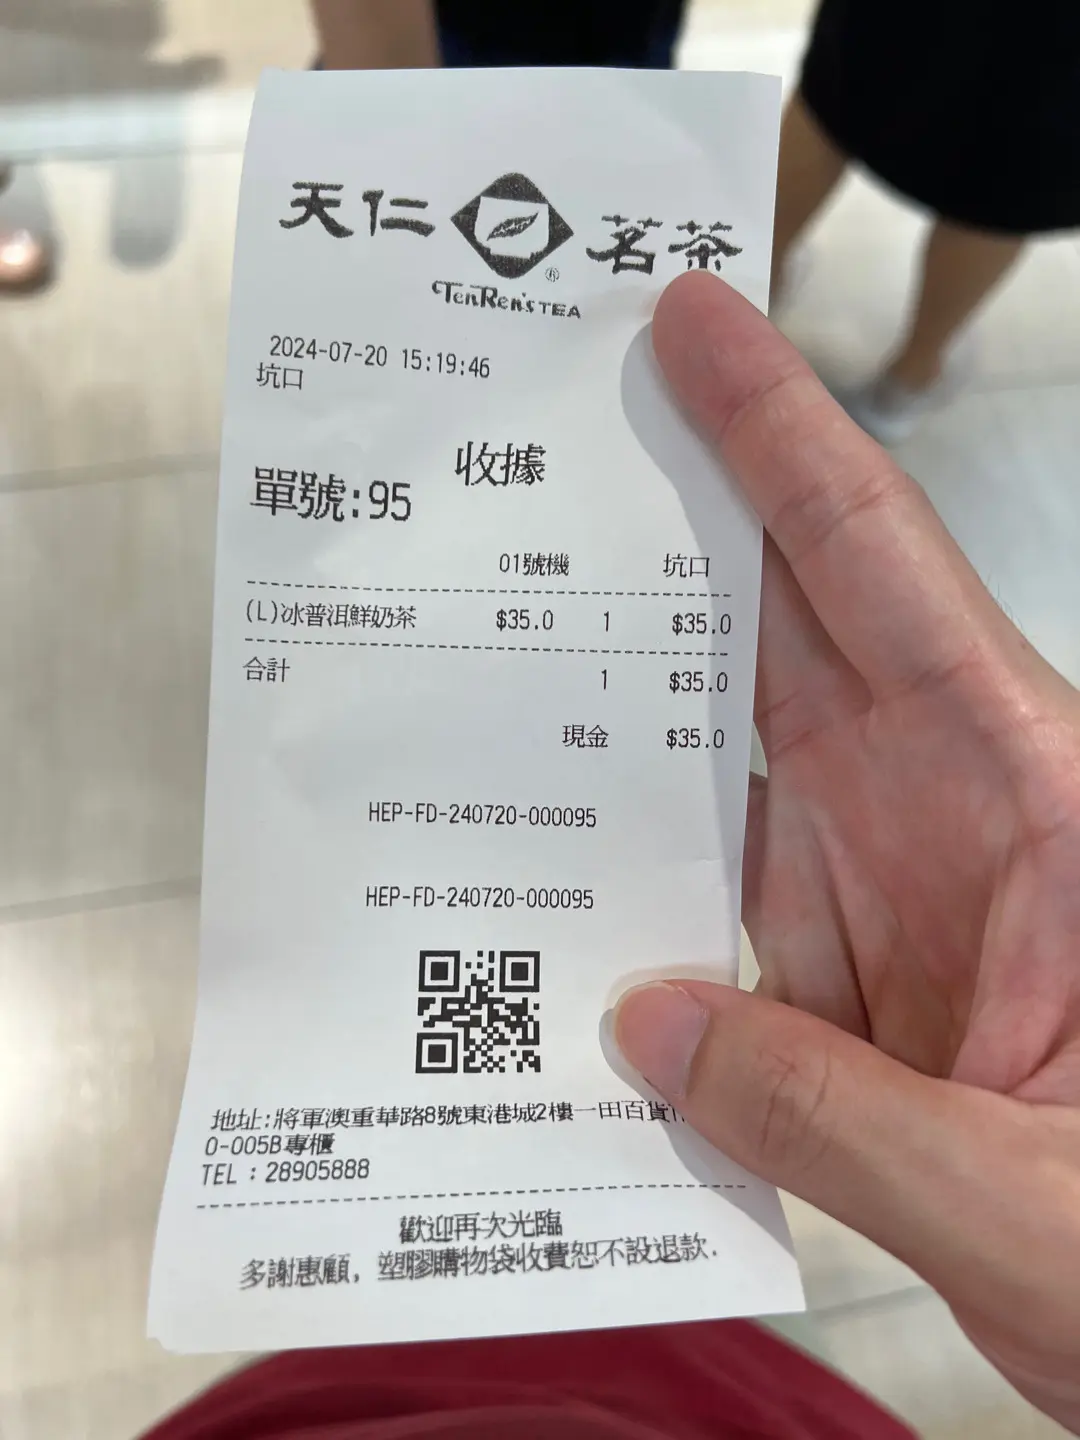 天仁茗茶
TenRen's TEA
2024-07-20 15:19:46
坑口
收據
單號:95
01號機 坑口
(L)冰普洱鮮奶茶 $35.0 1 $35.0
合計 1 $35.0
現金 $35.0
HEP-FD-240720-000095
HEP-FD-240720-000095
地址:將軍澳重華路8號東港城2樓一田百貨
0-005B專櫃
TEL：28905888
歡迎再次光臨
多謝惠顧，塑膠購物袋收費恕不設退款.